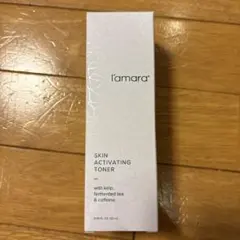 l'amara®
SKIN
ACTIVATING
TONER
with kelp,
fermented tea
& caffeine